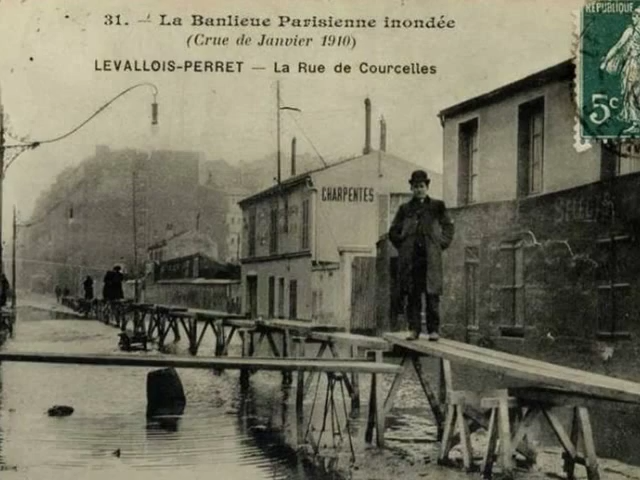 31. — La Banlieue Parisienne inondée
(Crue de Janvier 1910)
LEVALLOIS-PERRET — La Rue de Courcelles
RÉPUBLIQUE
5c
CHARPENTES